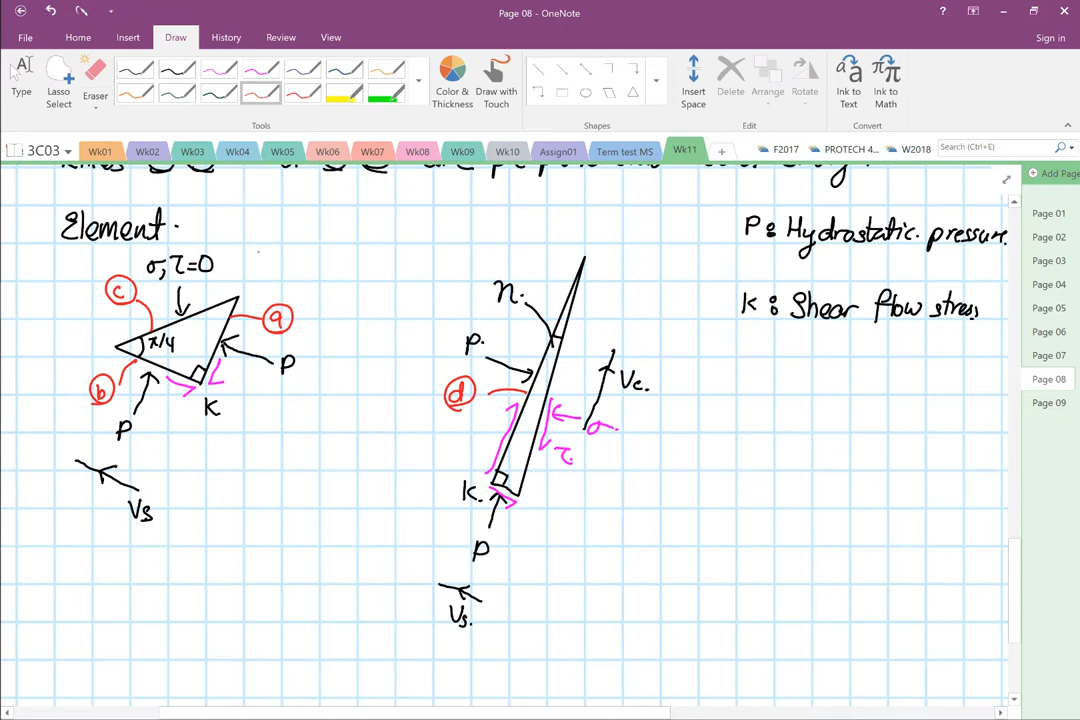 Page 08 - OneNote
File Home Insert Draw History Review View
Sign in
Type
Lasso Select
Eraser
Color & Thickness
Draw with Touch
Insert Space
Delete
Arrange
Rotate
Ink to Text
Ink to Math
Tools
Shapes
Edit
Convert
3C03 Wk01 Wk02 Wk03 Wk04 Wk05 Wk06 Wk07 Wk08 Wk09 Wk10 Assign01 Term test MS Wk11
F2017 PROTECH 4... W2018
Search (Ctrl+E)
Add Page
Page 01
Page 02
Page 03
Page 04
Page 05
Page 06
Page 07
Page 08
Page 09
Element.
σ, τ=0
c
a
π/4
b
P
P
K
Vs
η.
P.
d
Vc.
σ.
τ.
K.
P
Vs.
P : Hydrostatic pressure.
K : Shear flow stress